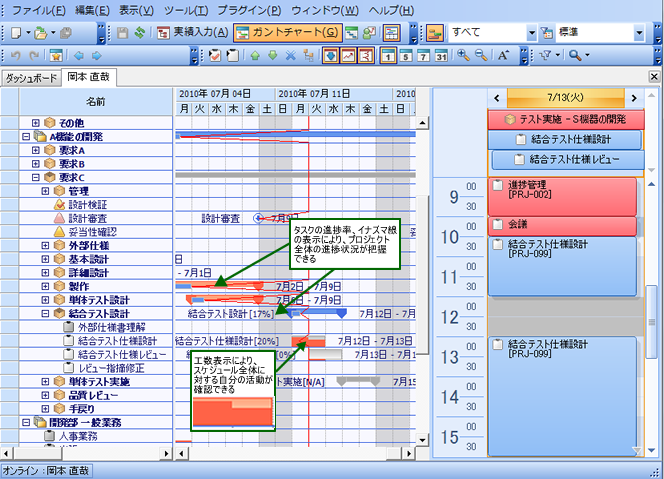 ファイル(F) 編集(E) 表示(V) ツール(T) プラグイン(P) ウィンドウ(W) ヘルプ(H)
実績入力(A) ガントチャート(G) すべて 標準
1 5 7 31
ダッシュボード 岡本 直哉
名前
2010年 07月 04日 2010年 07月 11日 2010
月 火 水 木 金 土 日 月 火 水 木 金 土 日 月
その他
A機能の開発
要求A
要求B
要求C
管理
設計検証
設計審査
設計審査 7月9日
妥当性確認
外部仕様
基本設計
日
詳細設計
- 7月1日
製作
7月2日 - 7月9日
単体テスト設計
7月6日 - 7月9日
結合テスト設計
結合テスト設計[17%] 7月12日 - 7月
外部仕様書理解
結合テスト仕様設計
結合テスト仕様設計[20%] 7月12日 - 7月13日
結合テスト仕様レビュー
[0%] 7月13日 - 7月1
レビュー指摘修正
単体テスト実施
実施[N/A] 7月15
品質レビュー
手戻り
開発部 一般業務
人事業務
タスクの進捗率、イナズマ線
の表示により、プロジェクト
全体の進捗状況が把握
できる
工数表示により、
スケジュール全体に
対する自分の活動が
確認できる
7/13(火)
テスト実施 - S機器の開発
結合テスト仕様設計
結合テスト仕様レビュー
9 00
30
10 00
30
11 00
30
12 00
30
13 00
30
14 00
30
15 00
30
進捗管理
[PRJ-002]
会議
結合テスト仕様設計
[PRJ-099]
結合テスト仕様設計
[PRJ-099]
オンライン : 岡本 直哉